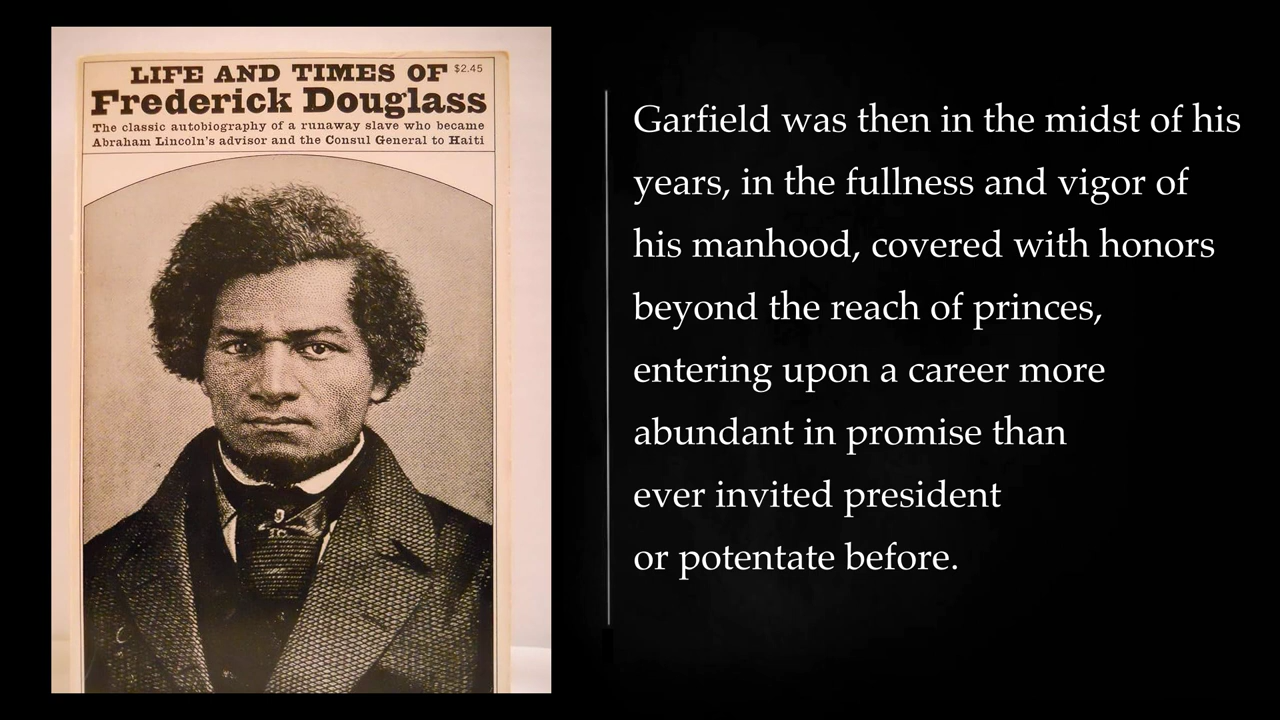 LIFE AND TIMES OF $2.45
Frederick Douglass
The classic autobiography of a runaway slave who became
Abraham Lincoln's advisor and the Consul General to Haiti
Garfield was then in the midst of his
years, in the fullness and vigor of
his manhood, covered with honors
beyond the reach of princes,
entering upon a career more
abundant in promise than
ever invited president
or potentate before.